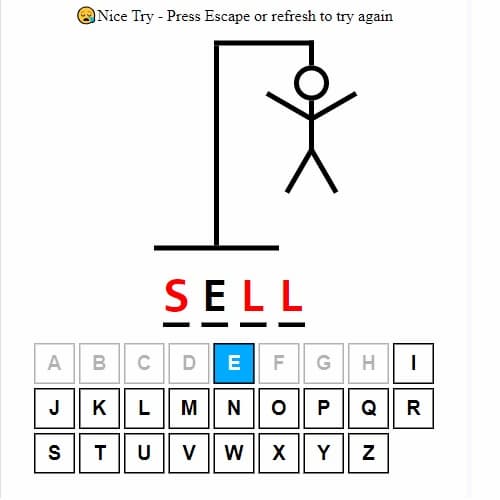 😪Nice Try - Press Escape or refresh to try again
S E L L
A B C D E F G H I
J K L M N O P Q R
S T U V W X Y Z